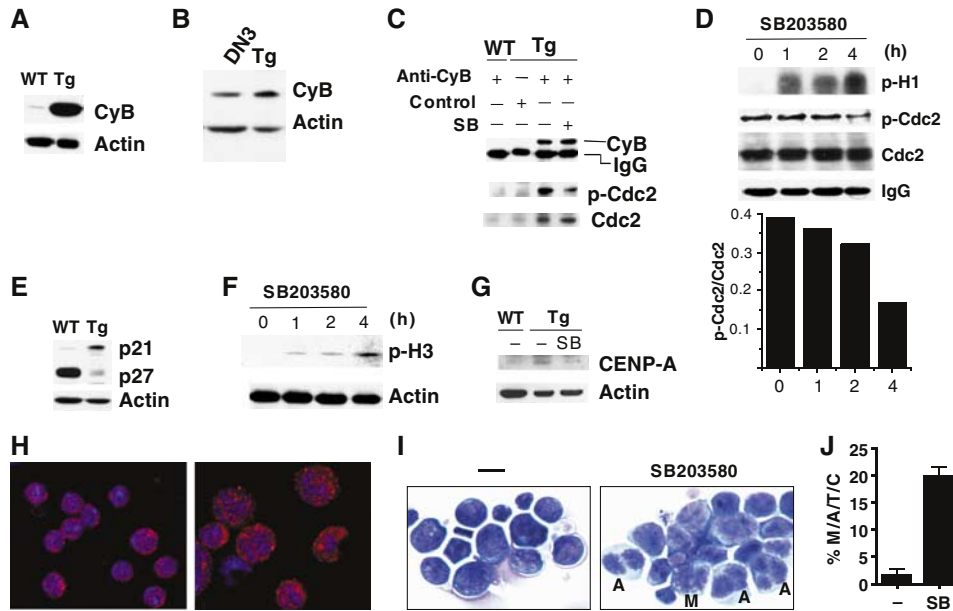 A
WT Tg
CyB
Actin
B
DN3 Tg
CyB
Actin
C
WT Tg
Anti-CyB + – + +
Control – + – –
SB – – – +
CyB
IgG
p-Cdc2
Cdc2
D
SB203580
0 1 2 4 (h)
p-H1
p-Cdc2
Cdc2
IgG
p-Cdc2/Cdc2
0.4
0.3
0.1
0 1 2 4
E
WT Tg
p21
p27
Actin
F
SB203580
0 1 2 4 (h)
p-H3
Actin
G
WT Tg
– – SB
CENP-A
Actin
H
I
–
SB203580
A M A A
J
% M/A/T/C
25
20
15
10
5
0
– SB